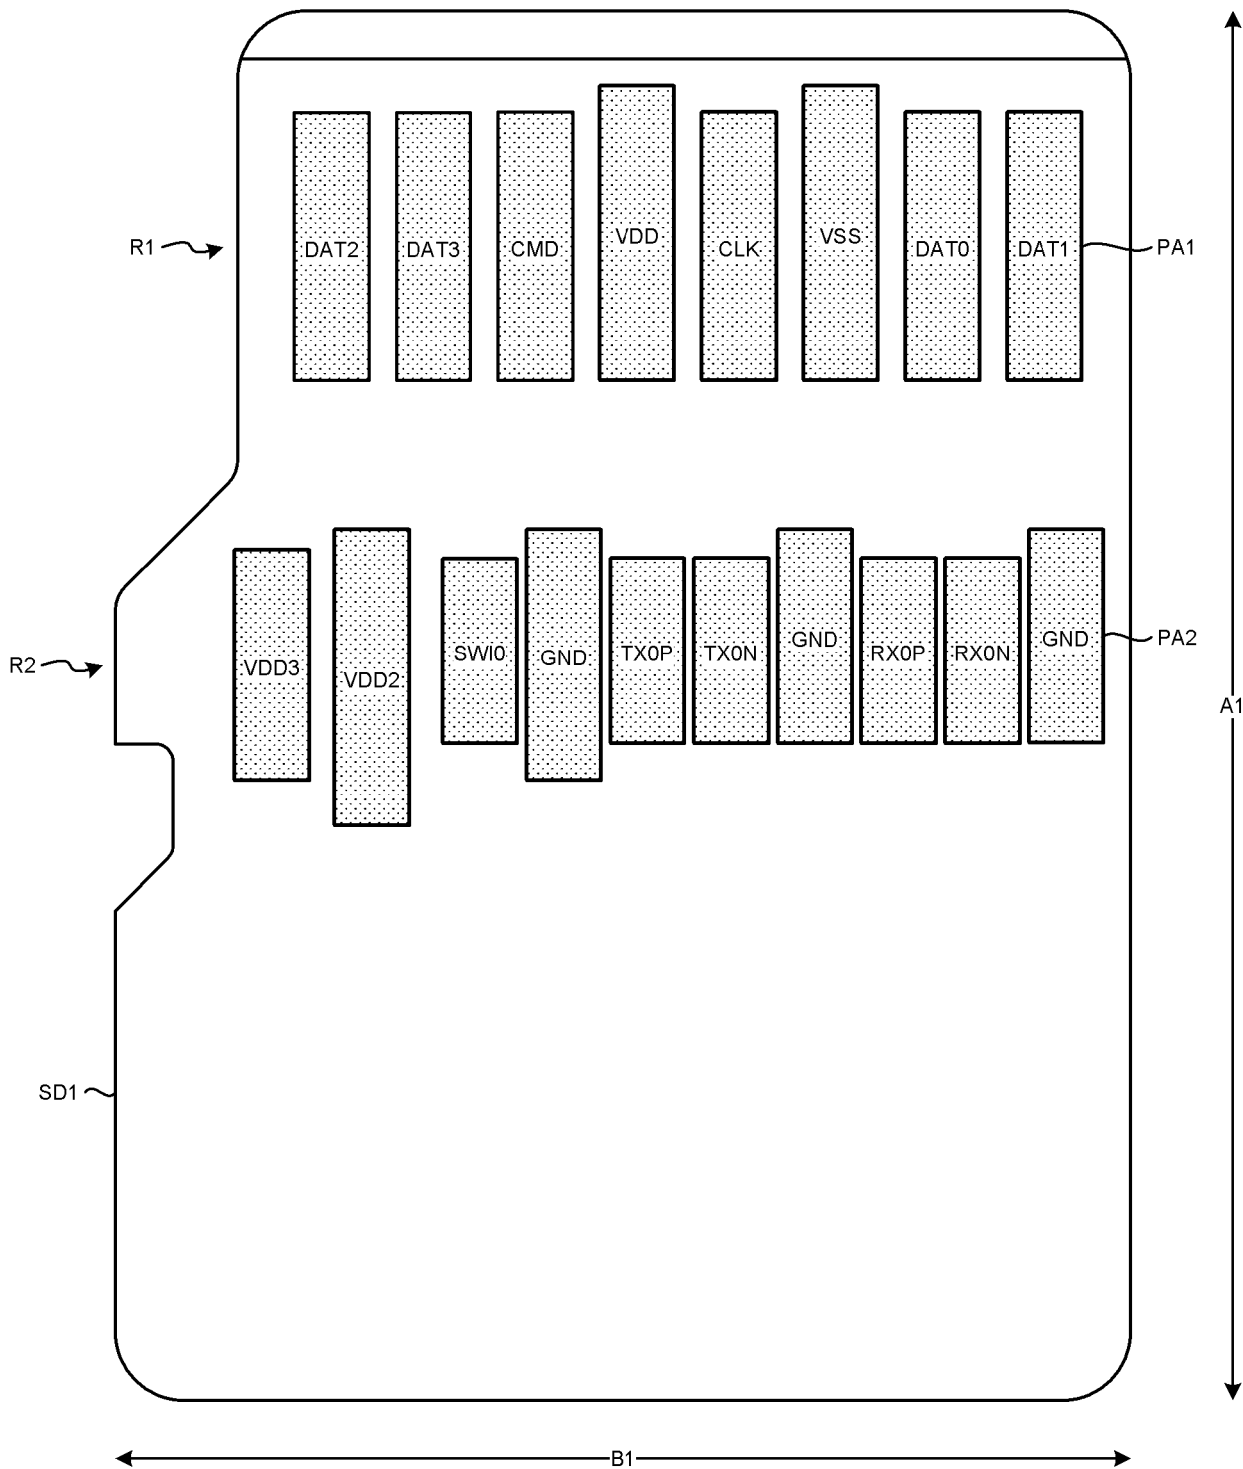 R1 DAT2 DAT3 CMD VDD CLK VSS DAT0 DAT1 PA1
R2 VDD3 VDD2 SWI0 GND TX0P TX0N GND RX0P RX0N GND PA2
A1
SD1
B1